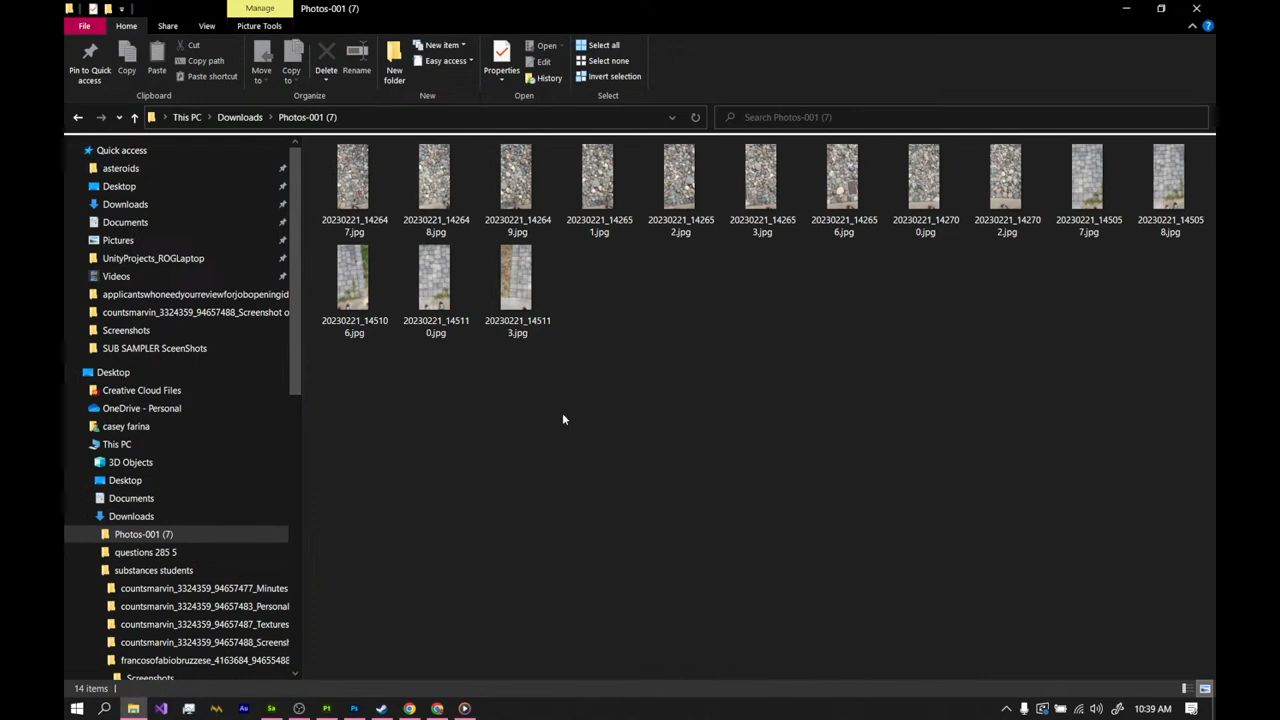 Manage
Photos-001 (7)
File
Home
Share
View
Picture Tools
Pin to Quick
access
Copy
Paste
Cut
Copy path
Paste shortcut
Clipboard
Move
to
Copy
to
Delete
Rename
Organize
New
folder
New item
Easy access
New
Properties
Open
Edit
History
Open
Select all
Select none
Invert selection
Select
This PC
Downloads
Photos-001 (7)
Search Photos-001 (7)
Quick access
asteroids
Desktop
Downloads
Documents
Pictures
UnityProjects_ROGLaptop
Videos
applicantswhoneedyourreviewforjobopeningid
countsmarvin_3324359_94657488_Screenshot o
Screenshots
SUB SAMPLER SceenShots
Desktop
Creative Cloud Files
OneDrive - Personal
casey farina
This PC
3D Objects
Desktop
Documents
Downloads
Photos-001 (7)
questions 285 5
substances students
countsmarvin_3324359_94657477_Minutes
countsmarvin_3324359_94657483_Personal
countsmarvin_3324359_94657487_Textures
countsmarvin_3324359_94657488_Screensh
francosofabiobruzzese_4163684_94655488
Screenshots
20230221_14264
7.jpg
20230221_14264
8.jpg
20230221_14264
9.jpg
20230221_14265
1.jpg
20230221_14265
2.jpg
20230221_14265
3.jpg
20230221_14265
6.jpg
20230221_14270
0.jpg
20230221_14270
2.jpg
20230221_14505
7.jpg
20230221_14505
8.jpg
20230221_14510
6.jpg
20230221_14511
0.jpg
20230221_14511
3.jpg
14 items
Au
Sa
Pt
Ps
10:39 AM